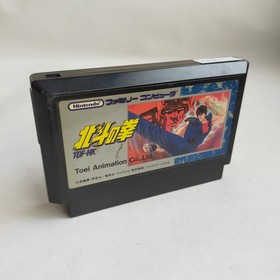 Nintendo ファミリーコンピュータ
北斗の拳
TDF-HK
Toei Animation Co., Ltd.